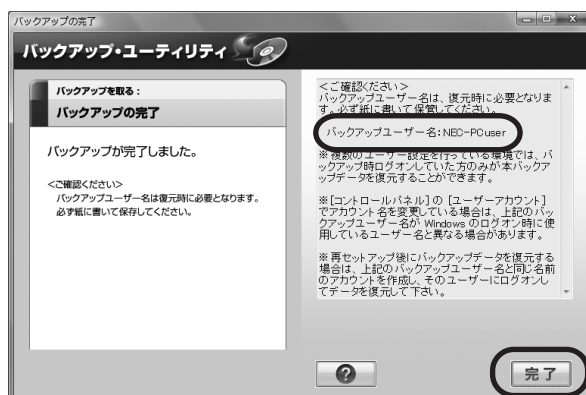 バックアップの完了
バックアップ・ユーティリティ
バックアップを取る：
バックアップの完了
バックアップが完了しました。
<ご確認ください>
バックアップユーザー名は復元時に必要となります。
必ず紙に書いて保存してください。
<ご確認ください>
バックアップユーザー名は、復元時に必要となりま
す。必ず紙に書いて保管してください。
バックアップユーザー名：NEC-PCuser
※複数のユーザー設定を行っている環境では、バ
ックアップ時ログオンしていた方のみが本バックア
ップデータを復元することができます。
※[コントロールパネル]の[ユーザーアカウント]
でアカウント名を変更している場合は、上記のバッ
クアップユーザー名が Windows のログオン時に使
用しているユーザー名と異なる場合があります。
※再セットアップ後にバックアップデータを復元する
場合は、上記のバックアップユーザー名と同じ名前
のアカウントを作成し、そのユーザーにログオンし
てデータを復元して下さい。
?
完了